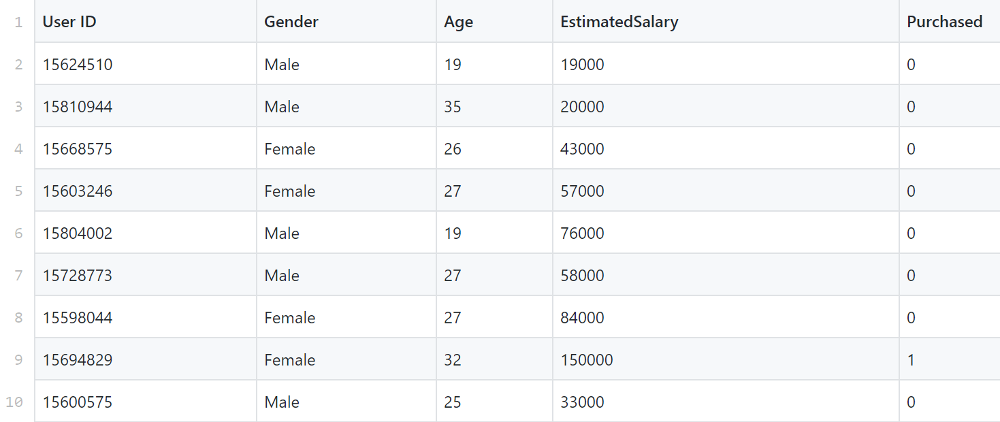 1 User ID Gender Age EstimatedSalary Purchased
2 15624510 Male 19 19000 0
3 15810944 Male 35 20000 0
4 15668575 Female 26 43000 0
5 15603246 Female 27 57000 0
6 15804002 Male 19 76000 0
7 15728773 Male 27 58000 0
8 15598044 Female 27 84000 0
9 15694829 Female 32 150000 1
10 15600575 Male 25 33000 0